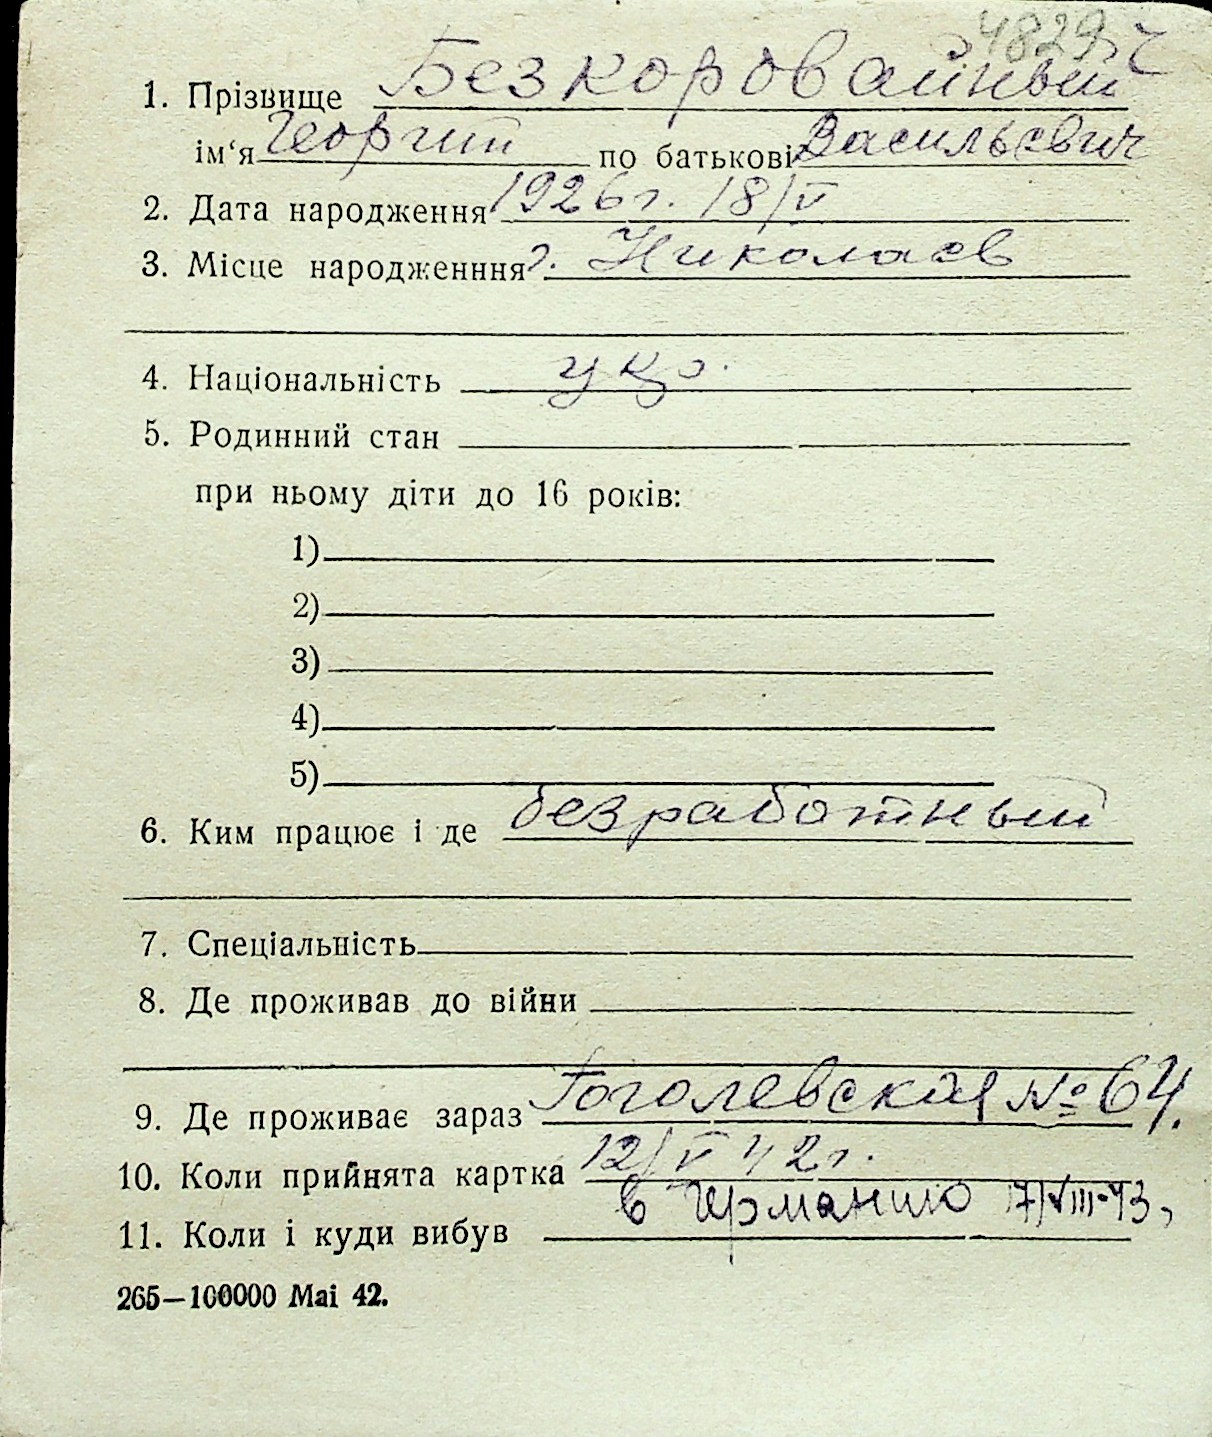 4829
1. Прізвище Безкоровайный
ім‘я Георгий по батькові Васильевич
2. Дата народження 1926 г. 18/V
3. Місце народженння г. Николаев
4. Національність укр.
5. Родинний стан
при ньому діти до 16 років:
1)
2)
3)
4)
5)
6. Ким працює і де безработный
7. Спеціальність
8. Де проживав до війни
9. Де проживає зараз Гоголевская № 64.
10. Коли прийнята картка 12/V 42 г.
11. Коли і куди вибув в Германию 17/VIII-43,
265—100000 Mai 42.